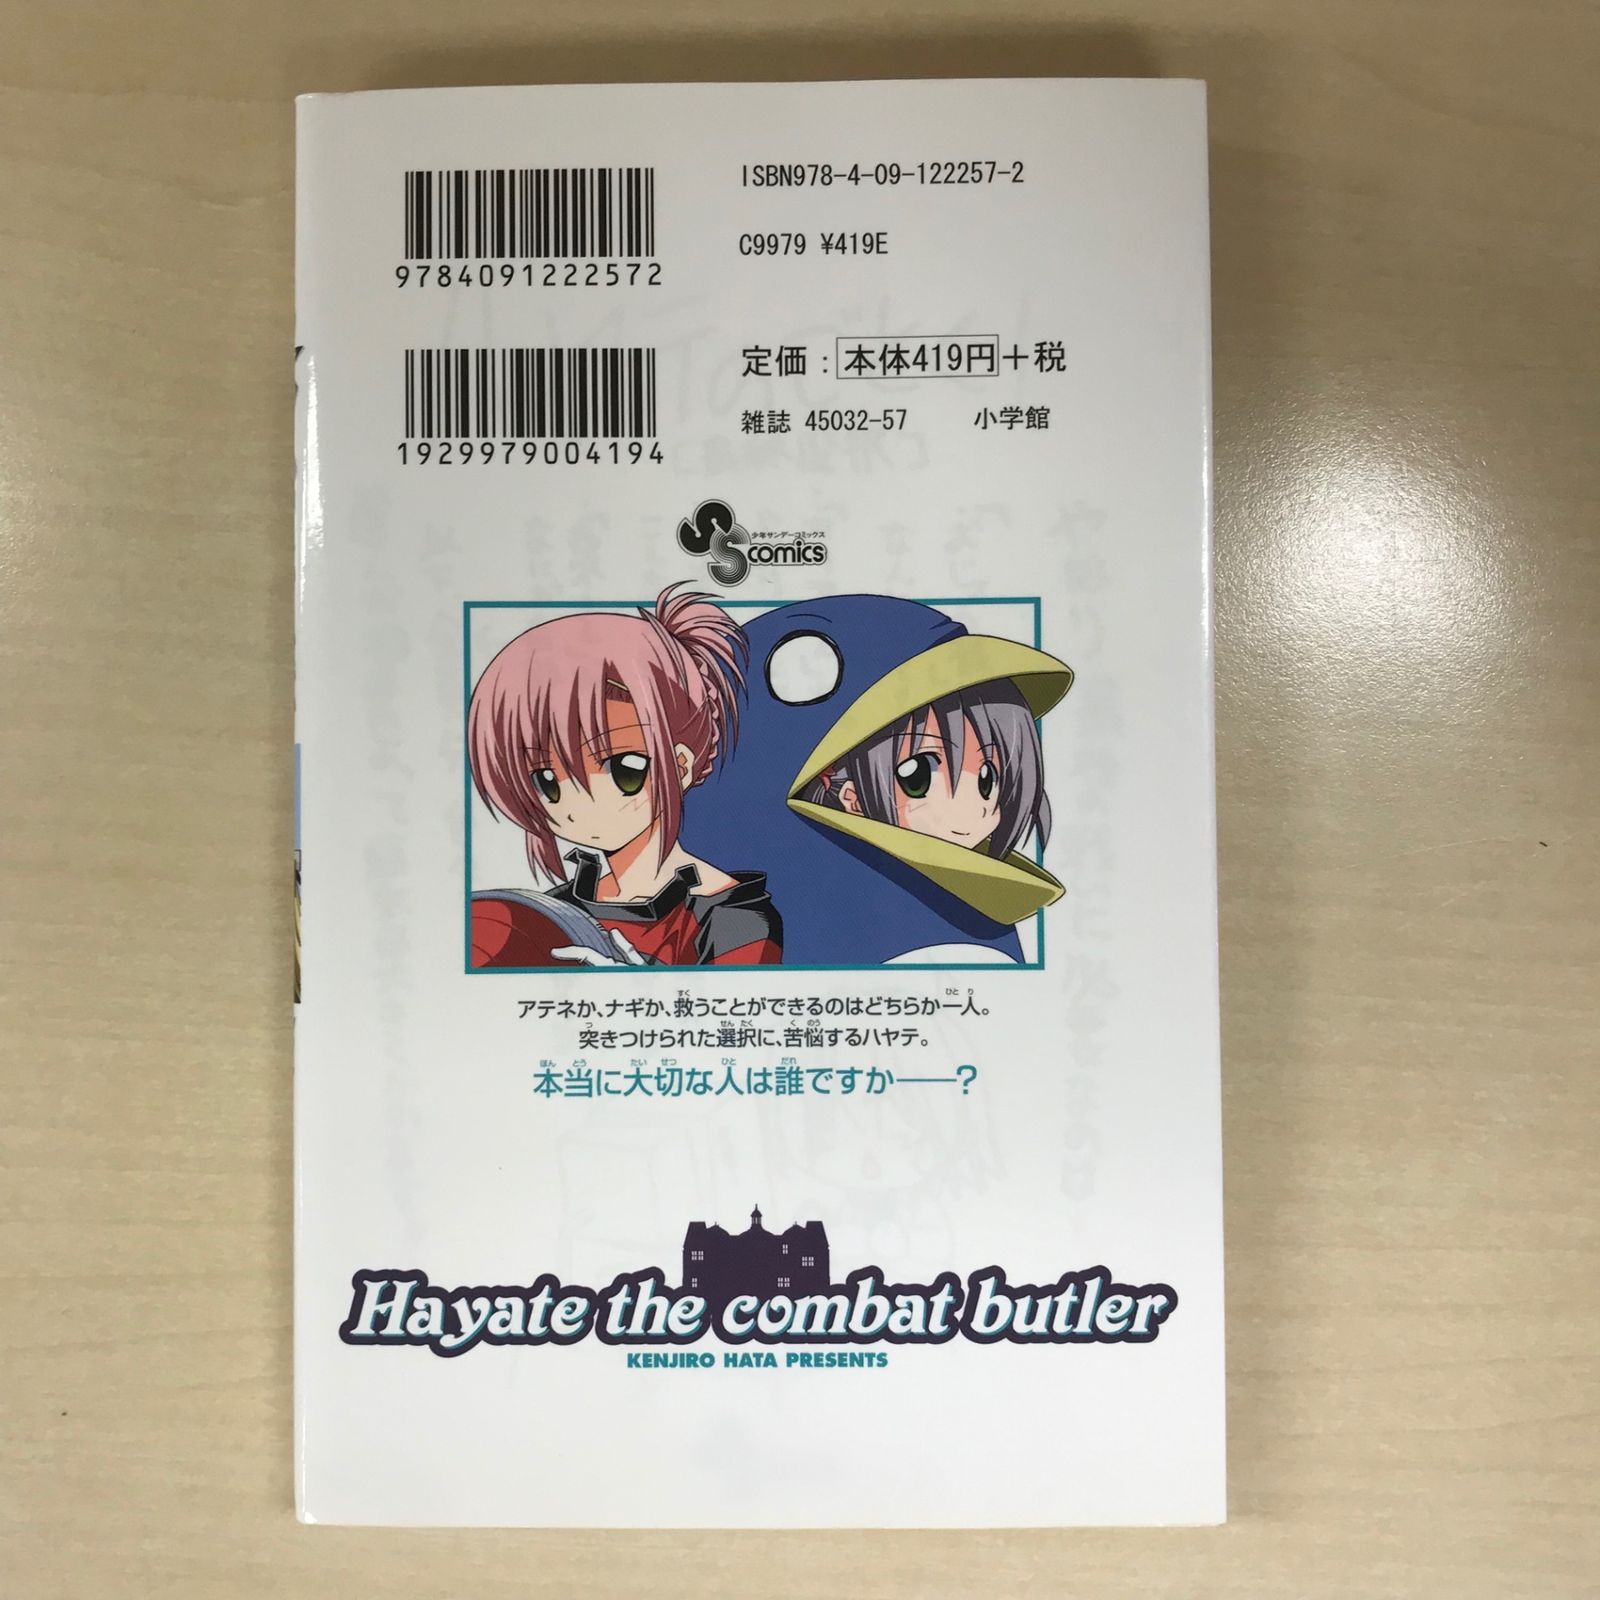 ISBN978-4-09-122257-2
9784091222572
C9979 ¥419E
定価：本体419円＋税
1929979004194
雑誌 45032-57 小学館
少年サンデーコミックス
SS comics
アテネか、ナギか、救うことができるのはどちらか一人。
突きつけられた選択に、苦悩するハヤテ。
本当に大切な人は誰ですか――？
Hayate the combat butler
KENJIRO HATA PRESENTS